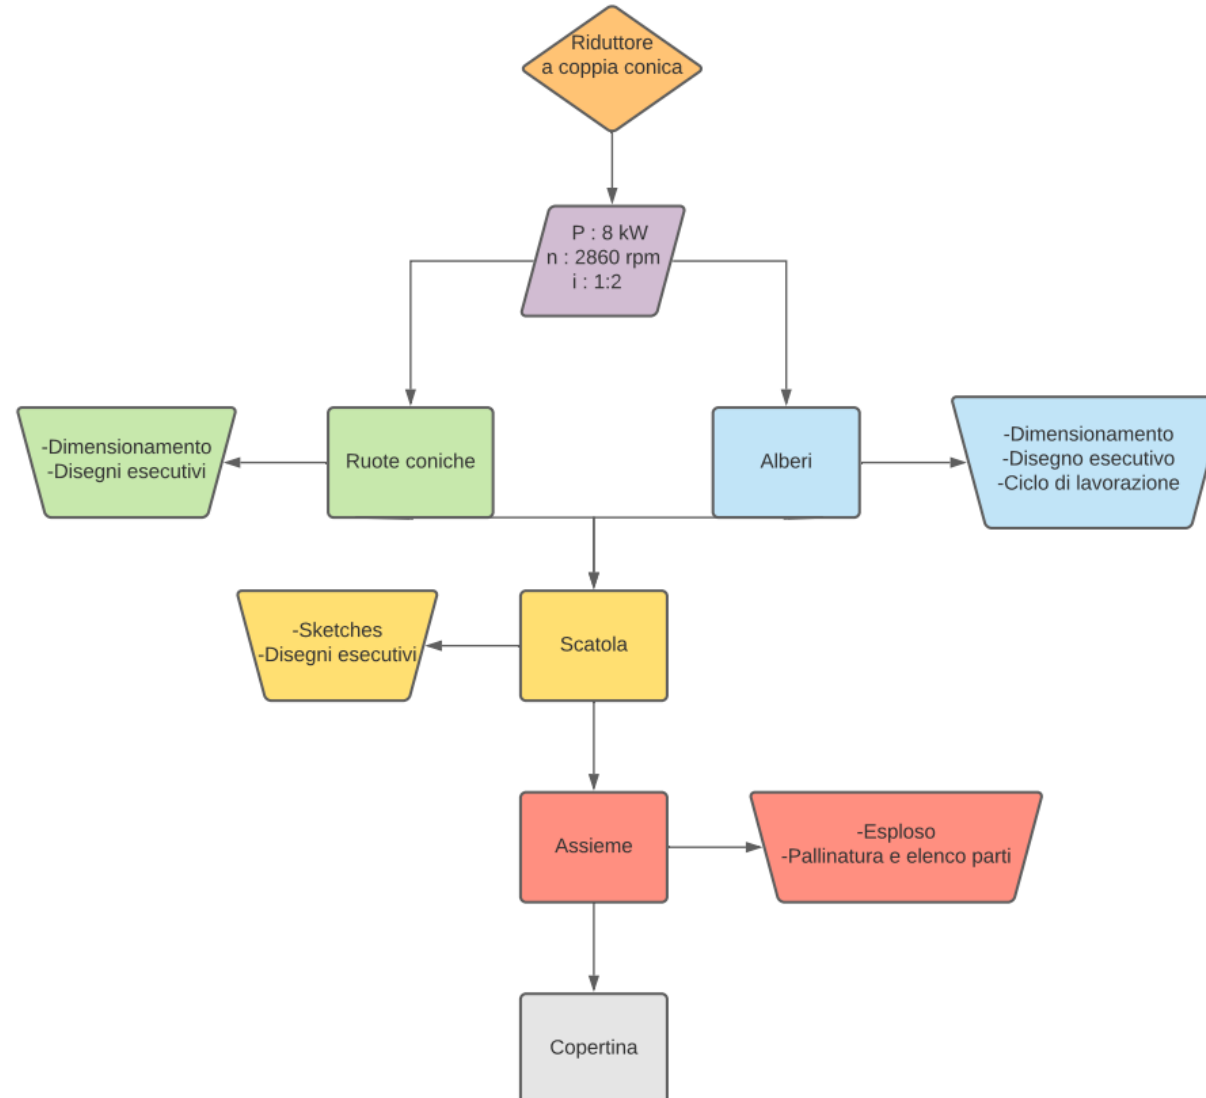 Riduttore
a coppia conica
P : 8 kW
n : 2860 rpm
i : 1:2
-Dimensionamento
-Disegni esecutivi
Ruote coniche
Alberi
-Dimensionamento
-Disegno esecutivo
-Ciclo di lavorazione
-Sketches
-Disegni esecutivi
Scatola
Assieme
-Esploso
-Pallinatura e elenco parti
Copertina